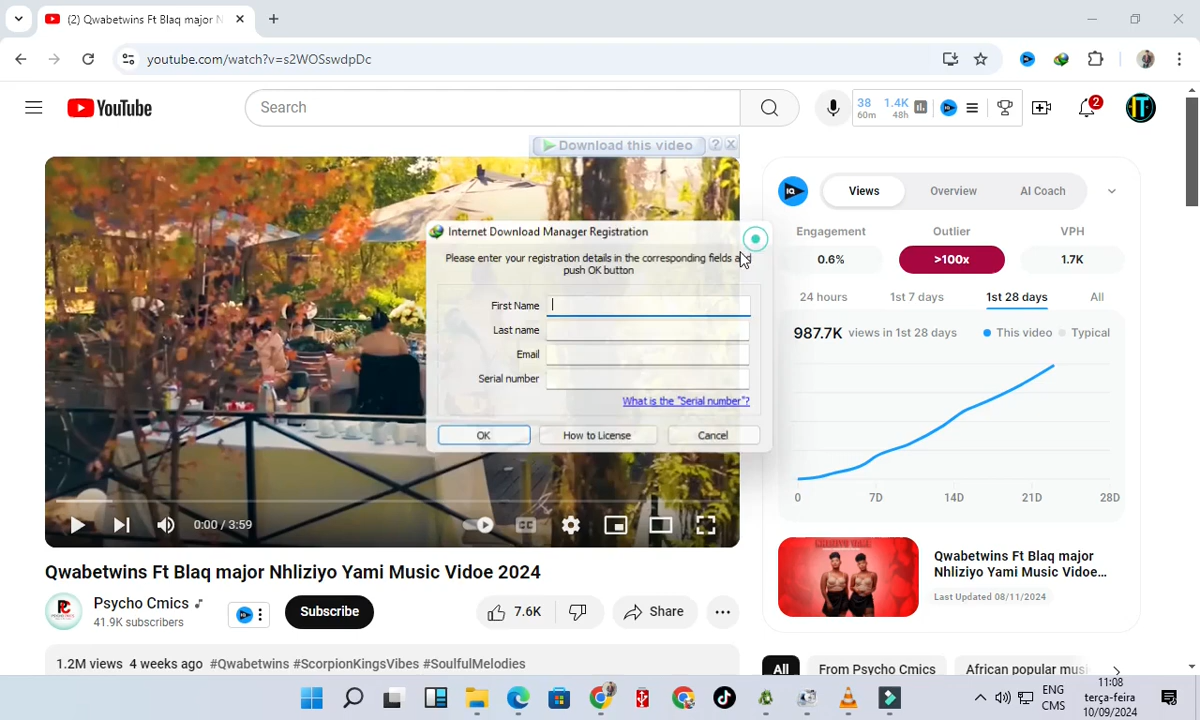 (2) Qwabetwins Ft Blaq major N
youtube.com/watch?v=s2WOSswdpDc
YouTube
Search
38 1.4K
60m 48h
2
Download this video ? X
Internet Download Manager Registration
Please enter your registration details in the corresponding fields and
push OK button
First Name
Last name
Email
Serial number
What is the "Serial number"?
OK
How to License
Cancel
0:00 / 3:59
CC
IQ
Views
Overview
AI Coach
Engagement
Outlier
VPH
0.6%
>100x
1.7K
24 hours
1st 7 days
1st 28 days
All
987.7K views in 1st 28 days
This video
Typical
0
7D
14D
21D
28D
Qwabetwins Ft Blaq major
Nhliziyo Yami Music Vidoe...
Last Updated 08/11/2024
Qwabetwins Ft Blaq major Nhliziyo Yami Music Vidoe 2024
Psycho Cmics
41.9K subscribers
Subscribe
7.6K
Share
1.2M views 4 weeks ago #Qwabetwins #ScorpionKingsVibes #SoulfulMelodies
All
From Psycho Cmics
African popular musi
ENG
CMS
11:08
terça-feira
10/09/2024